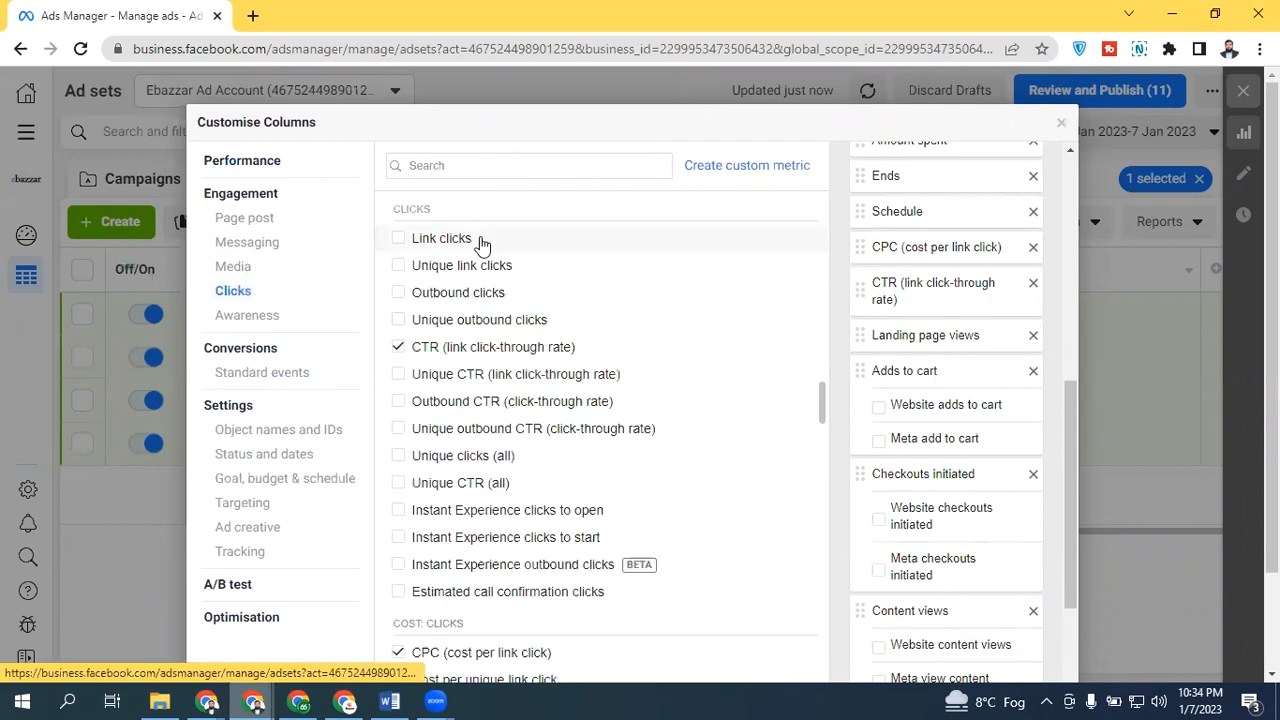 Ads Manager - Manage ads - Ad
business.facebook.com/adsmanager/manage/adsets?act=467524498901259&business_id=2299953473506432&global_scope_id=22999534735064...
Ad sets
Ebazzar Ad Account (4675244989012...
Updated just now
Discard Drafts
Review and Publish (11)
Search and filt
Jan 2023-7 Jan 2023
ebazzar
Campaigns
1 selected
+ Create
Reports
Off/On
Customise Columns
Performance
Engagement
Page post
Messaging
Media
Clicks
Awareness
Conversions
Standard events
Settings
Object names and IDs
Status and dates
Goal, budget & schedule
Targeting
Ad creative
Tracking
A/B test
Optimisation
Search
Create custom metric
CLICKS
Link clicks
Unique link clicks
Outbound clicks
Unique outbound clicks
CTR (link click-through rate)
Unique CTR (link click-through rate)
Outbound CTR (click-through rate)
Unique outbound CTR (click-through rate)
Unique clicks (all)
Unique CTR (all)
Instant Experience clicks to open
Instant Experience clicks to start
Instant Experience outbound clicks BETA
Estimated call confirmation clicks
COST: CLICKS
CPC (cost per link click)
Cost per unique link click
Amount spent
Ends
Schedule
CPC (cost per link click)
CTR (link click-through
rate)
Landing page views
Adds to cart
Website adds to cart
Meta add to cart
Checkouts initiated
Website checkouts
initiated
Meta checkouts
initiated
Content views
Website content views
Meta view content
https://business.facebook.com/adsmanager/manage/adsets?act=4675244989012...
zoom
8°C Fog
10:34 PM
1/7/2023
3